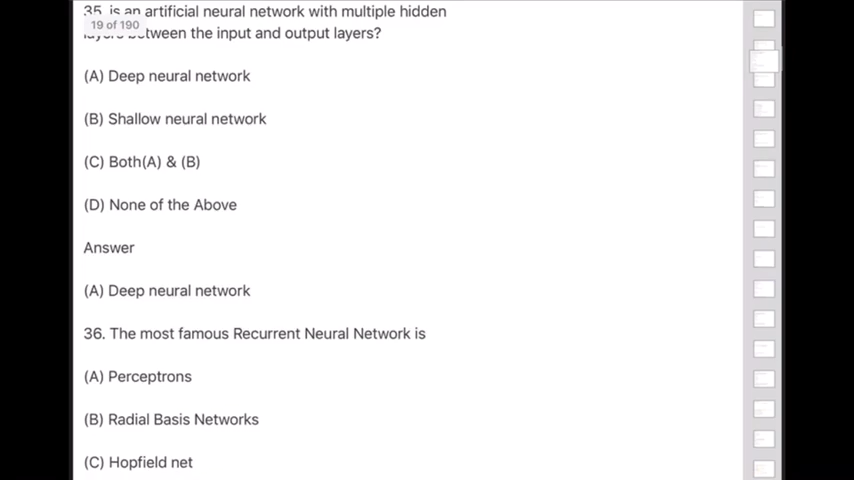 35. is an artificial neural network with multiple hidden
19 of 190
layers between the input and output layers?
(A) Deep neural network
(B) Shallow neural network
(C) Both(A) & (B)
(D) None of the Above
Answer
(A) Deep neural network
36. The most famous Recurrent Neural Network is
(A) Perceptrons
(B) Radial Basis Networks
(C) Hopfield net